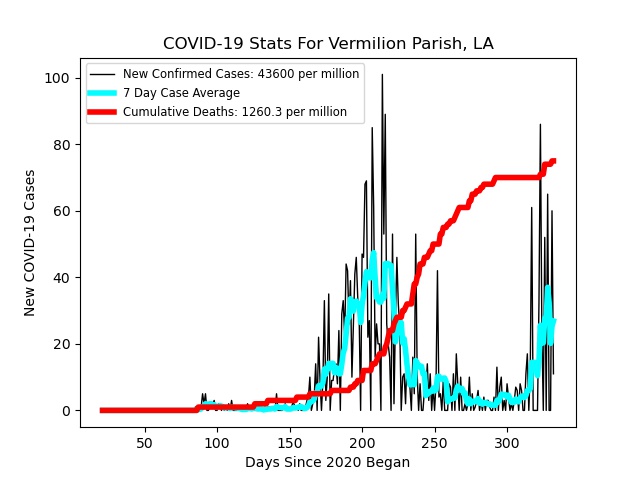 COVID-19 Stats For Vermilion Parish, LA
New Confirmed Cases: 43600 per million
7 Day Case Average
Cumulative Deaths: 1260.3 per million
New COVID-19 Cases
100
80
60
40
20
0
50 100 150 200 250 300
Days Since 2020 Began